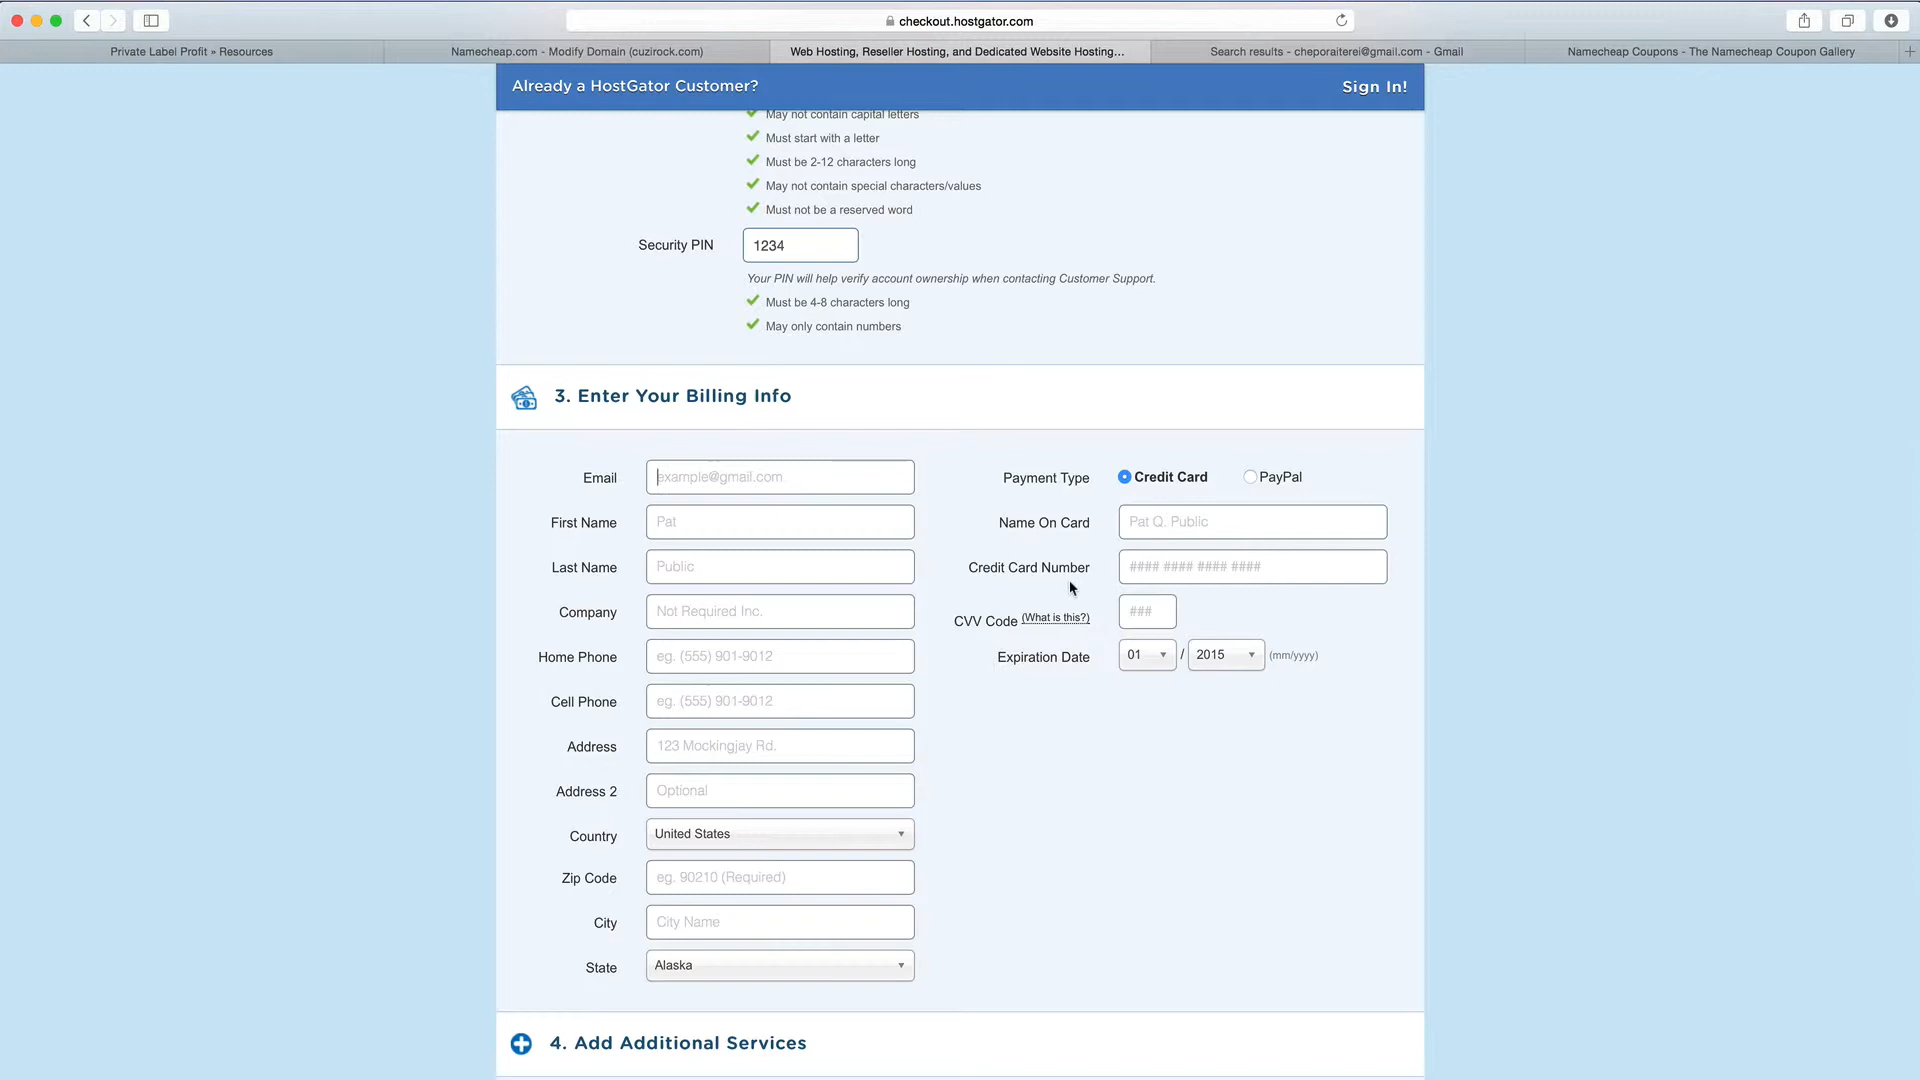 checkout.hostgator.com
Private Label Profit » Resources
Namecheap.com - Modify Domain (cuzirock.com)
Web Hosting, Reseller Hosting, and Dedicated Website Hosting...
Search results - cheporaiterei@gmail.com - Gmail
Namecheap Coupons - The Namecheap Coupon Gallery
Already a HostGator Customer?
Sign In!
May not contain capital letters
Must start with a letter
Must be 2-12 characters long
May not contain special characters/values
Must not be a reserved word
Security PIN
1234
Your PIN will help verify account ownership when contacting Customer Support.
Must be 4-8 characters long
May only contain numbers
3. Enter Your Billing Info
Email
example@gmail.com
Payment Type
Credit Card
PayPal
First Name
Pat
Name On Card
Pat Q. Public
Last Name
Public
Credit Card Number
#### #### #### ####
Company
Not Required Inc.
CVV Code (What is this?)
###
Home Phone
eg. (555) 901-9012
Expiration Date
01 / 2015 (mm/yyyy)
Cell Phone
eg. (555) 901-9012
Address
123 Mockingjay Rd.
Address 2
Optional
Country
United States
Zip Code
eg. 90210 (Required)
City
City Name
State
Alaska
4. Add Additional Services